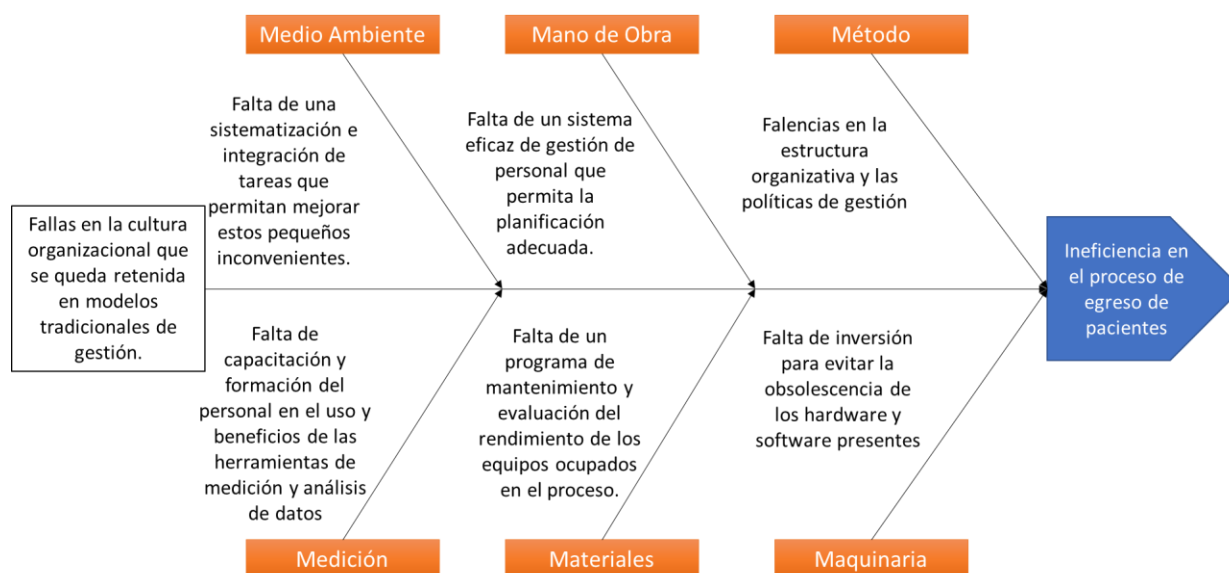 Medio Ambiente
Mano de Obra
Método
Falta de una
sistematización e
integración de
tareas que
permitan mejorar
estos pequeños
inconvenientes.
Falta de un sistema
eficaz de gestión de
personal que
permita la
planificación
adecuada.
Falencias en la
estructura
organizativa y las
políticas de gestión
Fallas en la cultura
organizacional que
se queda retenida
en modelos
tradicionales de
gestión.
Ineficiencia en
el proceso de
egreso de
pacientes
Falta de
capacitación y
formación del
personal en el uso y
beneficios de las
herramientas de
medición y análisis
de datos
Falta de un
programa de
mantenimiento y
evaluación del
rendimiento de los
equipos ocupados
en el proceso.
Falta de inversión
para evitar la
obsolescencia de
los hardware y
software presentes
Medición
Materiales
Maquinaria